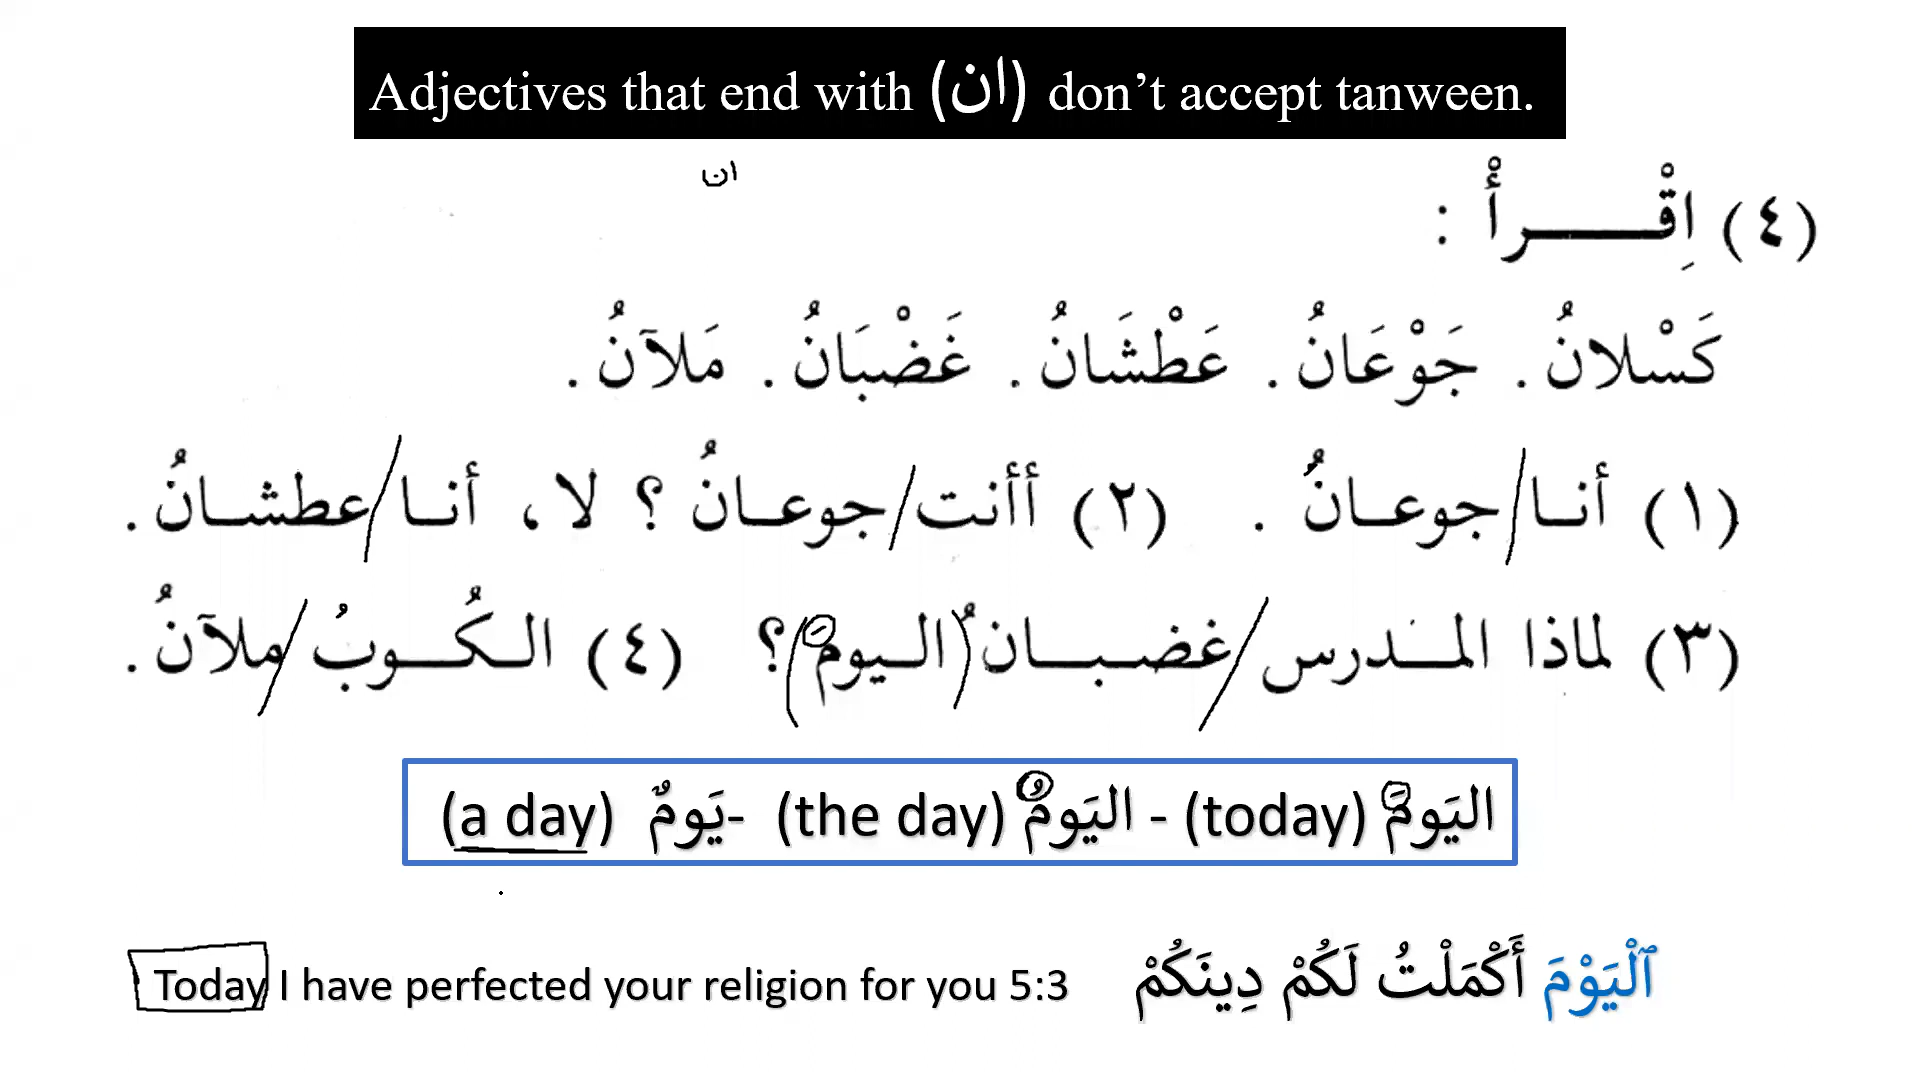 Adjectives that end with (ان) don’t accept tanween.
ان
(٤) اِقْـــرأْ :
كَسْلانُ . جَوْعَانُ . عَطْشَانُ . غَضْبَانُ . مَلآنُ .
(١) أنـا / جوعـانُ . (٢) أأنت / جوعـانُ ؟ لا ، أنـا / عطشـانُ .
(٣) لماذا المـدرس / غضـبـانُ (اليـومَ) ؟ (٤) الـكُـوبُ / ملآنُ .
اليَومَ (today) - اليَومُ (the day) - يَومٌ (a day)
Today I have perfected your religion for you 5:3 ٱلْيَوْمَ أَكْمَلْتُ لَكُمْ دِينَكُمْ